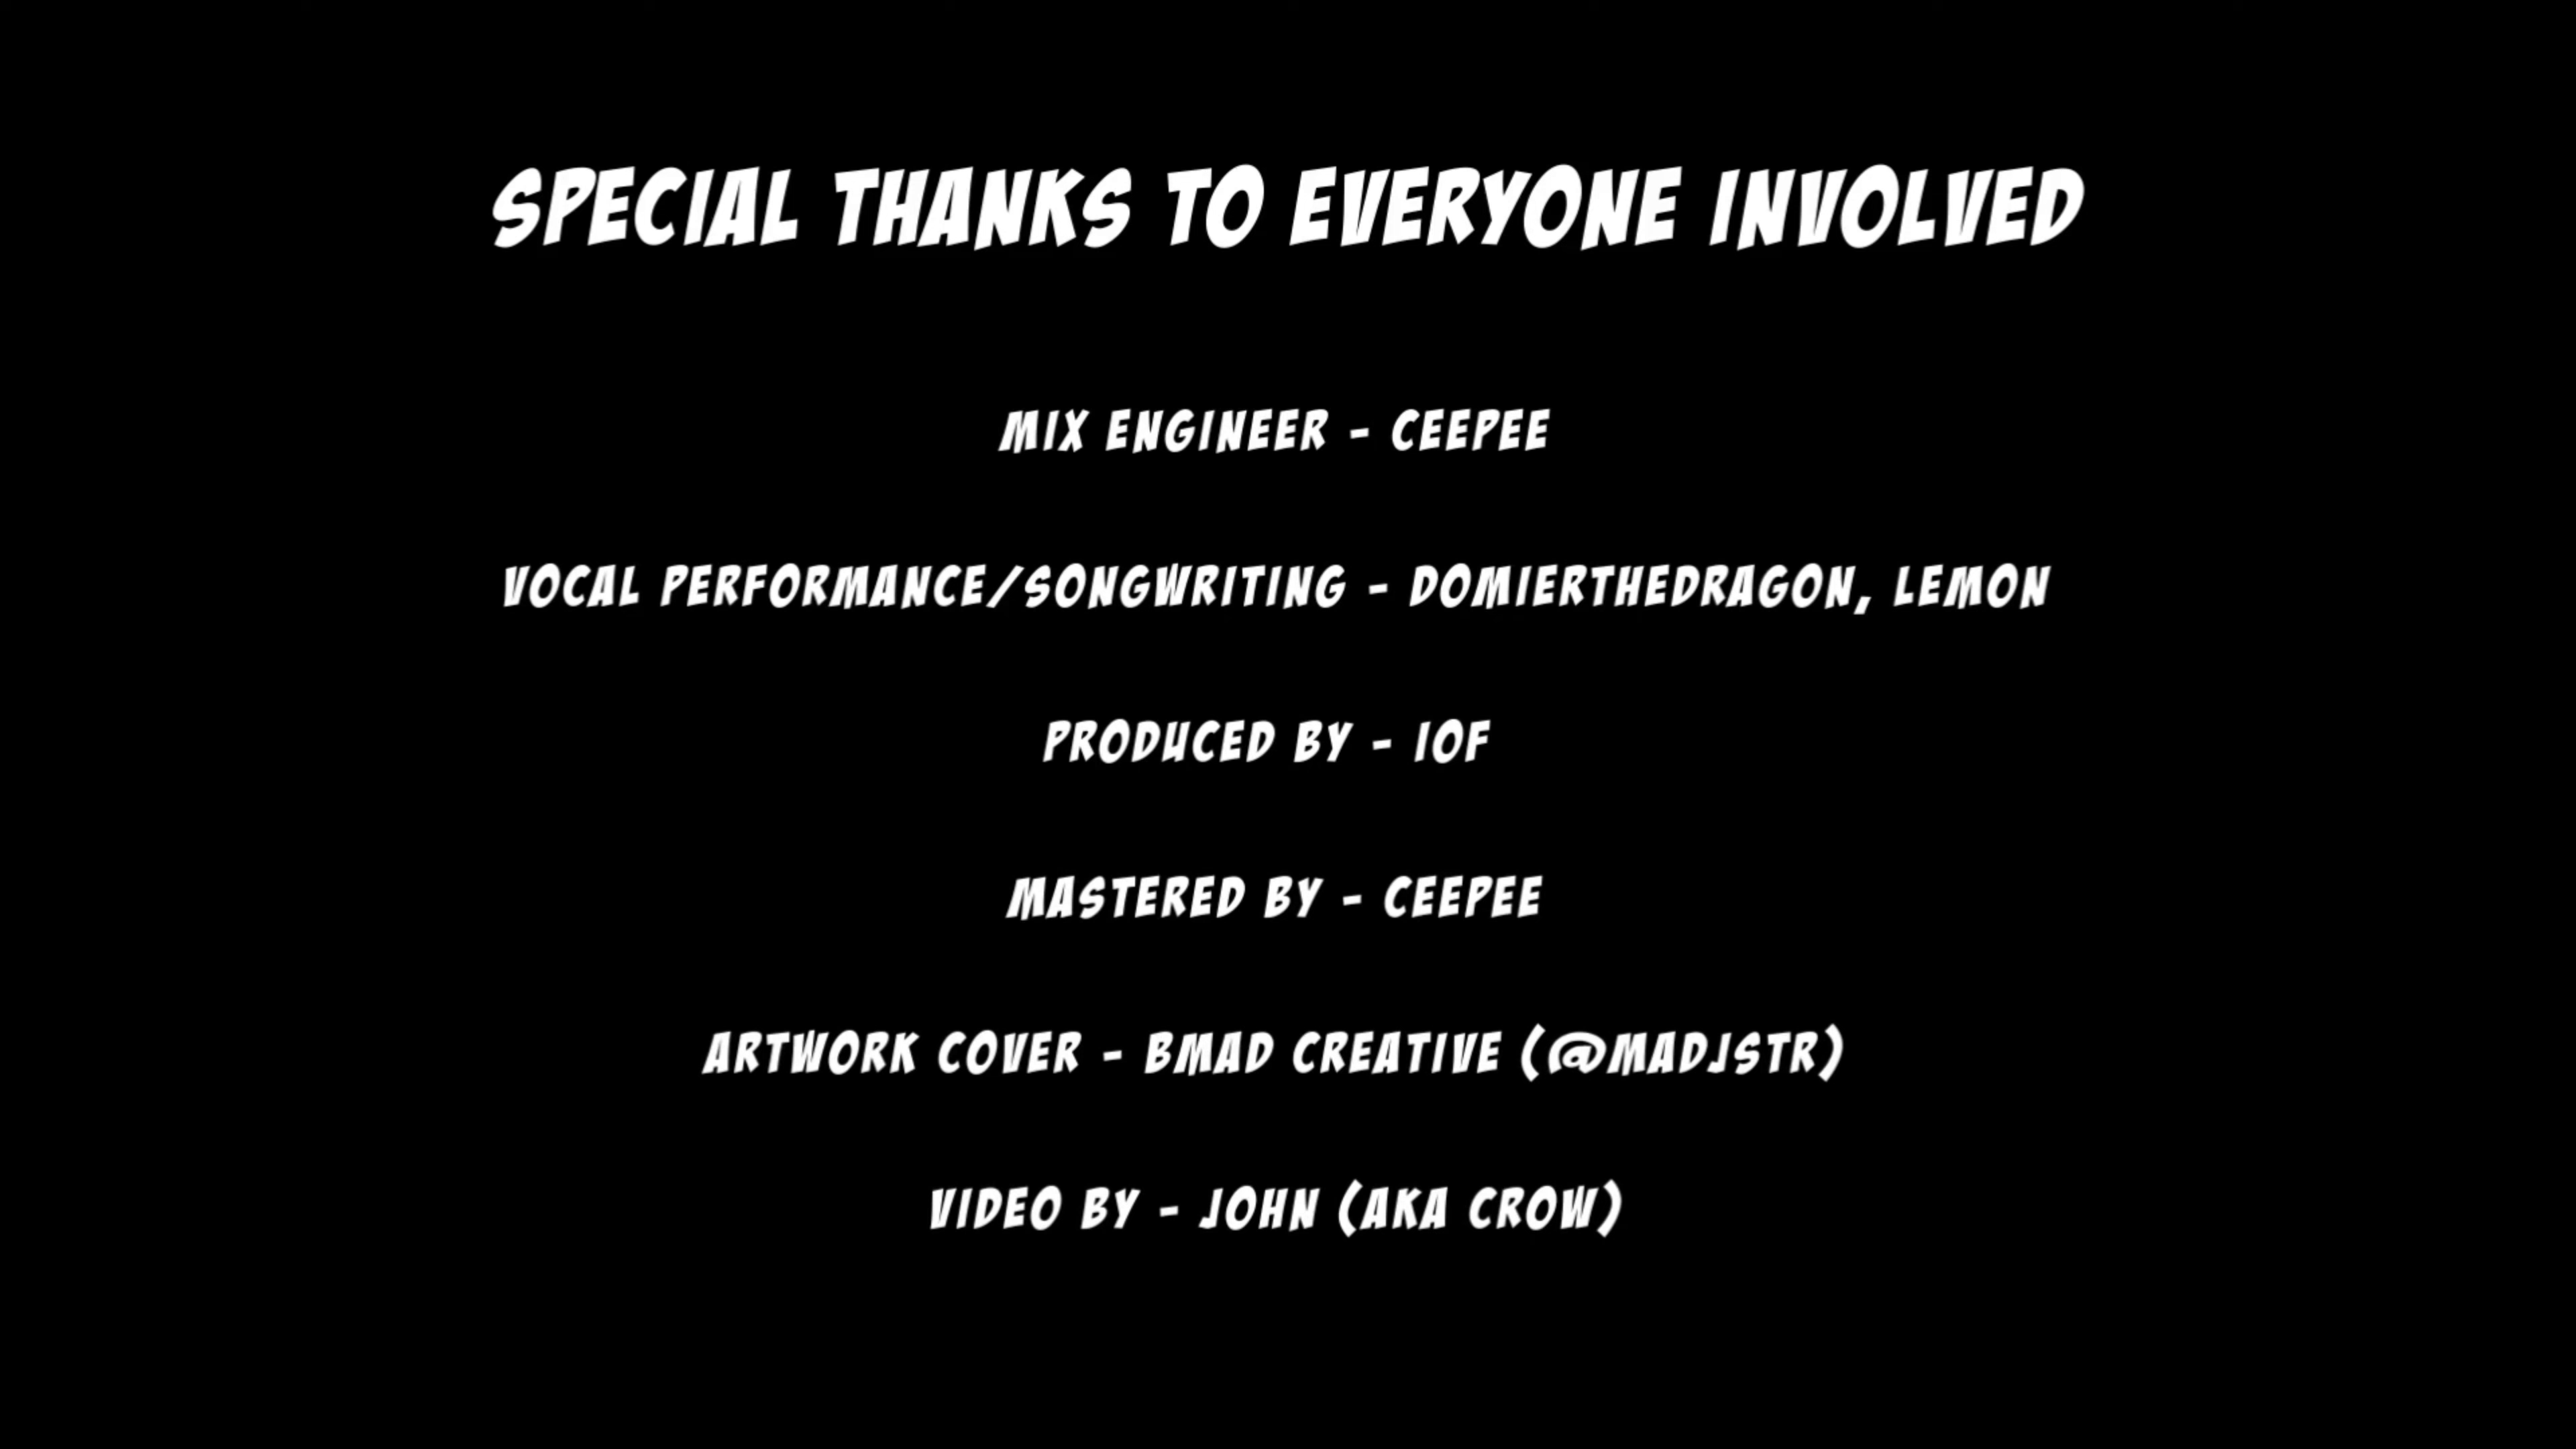 SPECIAL THANKS TO EVERYONE INVOLVED
MIX ENGINEER - CEEPEE
VOCAL PERFORMANCE/SONGWRITING - DOMIERTHEDRAGON, LEMON
PRODUCED BY - IOF
MASTERED BY - CEEPEE
ARTWORK COVER - BMAD CREATIVE (@MADJSTR)
VIDEO BY - JOHN (AKA CROW)